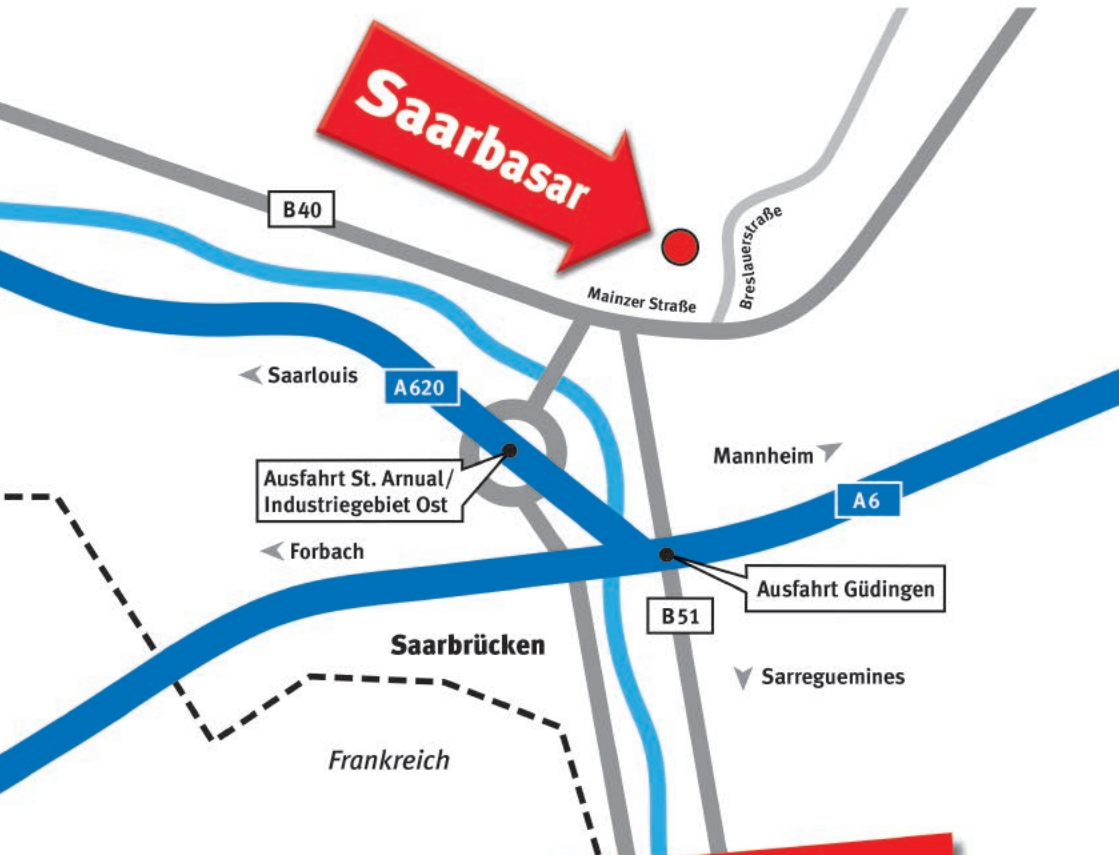 Saarbasar
B40
Mainzer Straße
Breslauerstraße
Saarlouis
A620
Mannheim
Ausfahrt St. Arnual/
Industriegebiet Ost
A6
Forbach
Ausfahrt Güdingen
B51
Saarbrücken
Sarreguemines
Frankreich